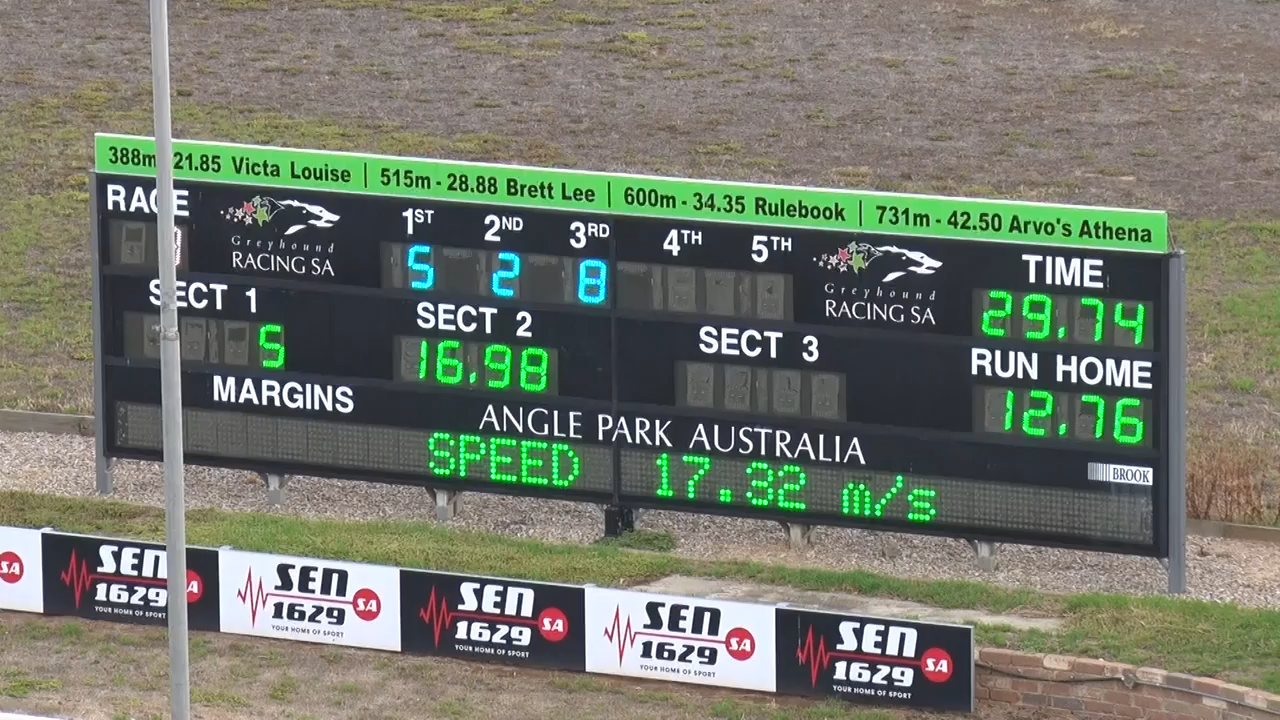 388m 21.85 Victa Louise | 515m - 28.88 Brett Lee | 600m - 34.35 Rulebook | 731m - 42.50 Arvo's Athena
RACE
Greyhound
RACING SA
1ST 2ND 3RD 4TH 5TH
5 2 8
Greyhound
RACING SA
TIME
29.74
SECT 1
5
SECT 2
16.98
SECT 3
RUN HOME
12.76
MARGINS
ANGLE PARK AUSTRALIA
SPEED 17.32 m/s
BROOK
SA
SEN SA
1629
YOUR HOME OF SPORT
SEN SA
1629
YOUR HOME OF SPORT
SEN SA
1629
YOUR HOME OF SPORT
SEN SA
1629
YOUR HOME OF SPORT
SEN SA
1629
YOUR HOME OF SPORT